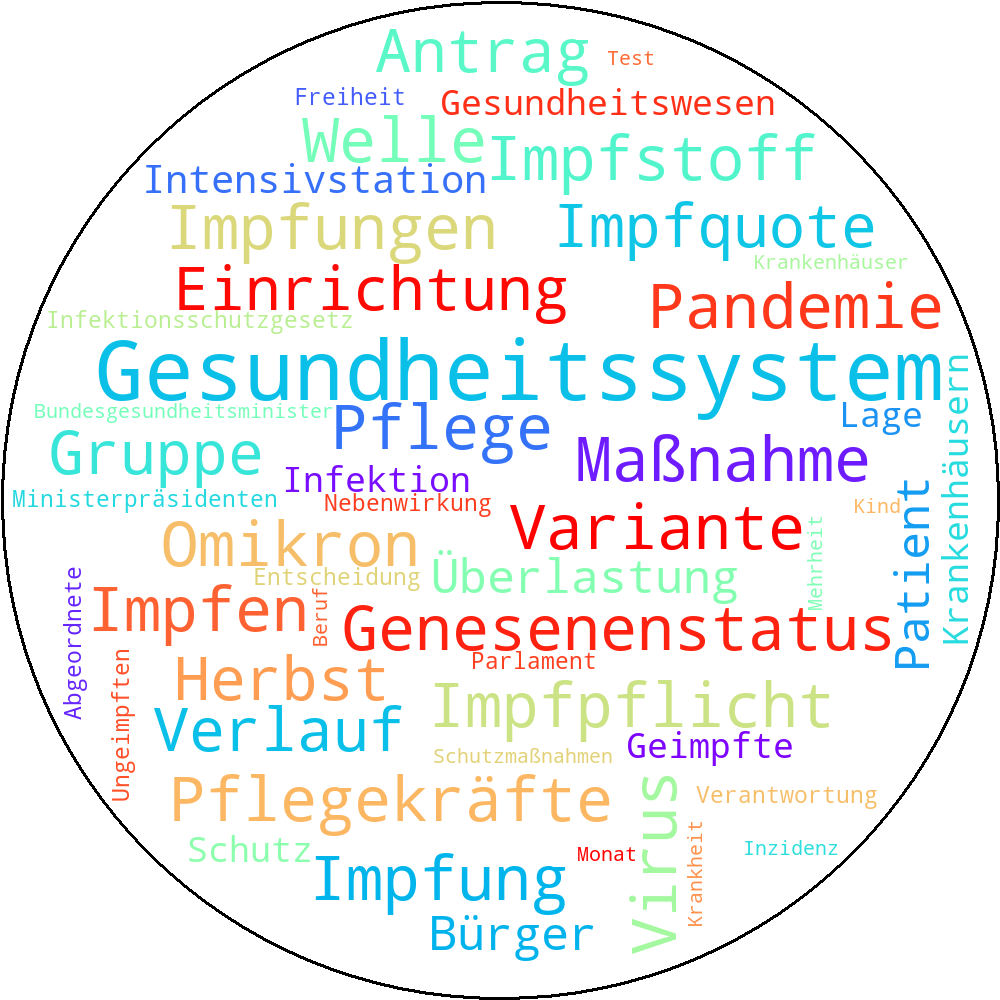 Antrag
Test
Freiheit
Gesundheitswesen
Welle
Impfstoff
Intensivstation
Impfungen
Impfquote
Krankenhäuser
Einrichtung
Pandemie
Infektionsschutzgesetz
Gesundheitssystem
Bundesgesundheitsminister
Pflege
Lage
Krankenhäusern
Gruppe
Maßnahme
Infektion
Ministerpräsidenten
Nebenwirkung
Kind
Patient
Variante
Omikron
Mehrheit
Entscheidung
Überlastung
Abgeordnete
Impfen
Beruf
Genesenenstatus
Parlament
Ungeimpften
Herbst
Impfpflicht
Verlauf
Geimpfte
Schutzmaßnahmen
Pflegekräfte
Virus
Verantwortung
Schutz
Monat
Krankheit
Inzidenz
Impfung
Bürger